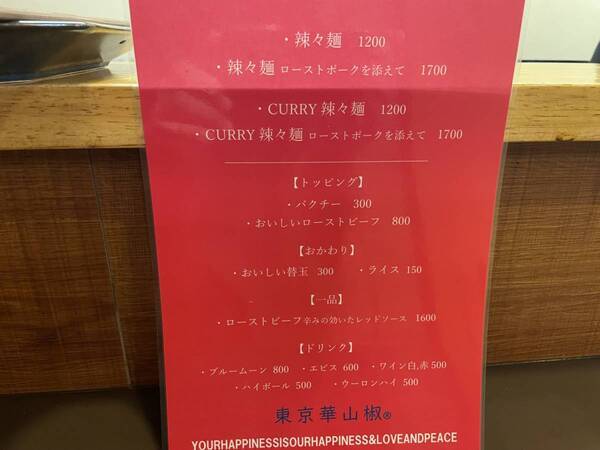 ・辣々麺 1200
・辣々麺 ローストポークを添えて 1700
・CURRY 辣々麺 1200
・CURRY 辣々麺 ローストポークを添えて 1700
【トッピング】
・パクチー 300
・おいしいローストビーフ 800
【おかわり】
・おいしい替玉 300 ・ライス 150
【一品】
・ローストビーフ辛みの効いたレッドソース 1600
【ドリンク】
・ブルームーン 800 ・エビス 600 ・ワイン白,赤 500
・ハイボール 500 ・ウーロンハイ 500
東京華山椒®
YOURHAPPINESSISOURHAPPINESS&LOVEANDPEACE